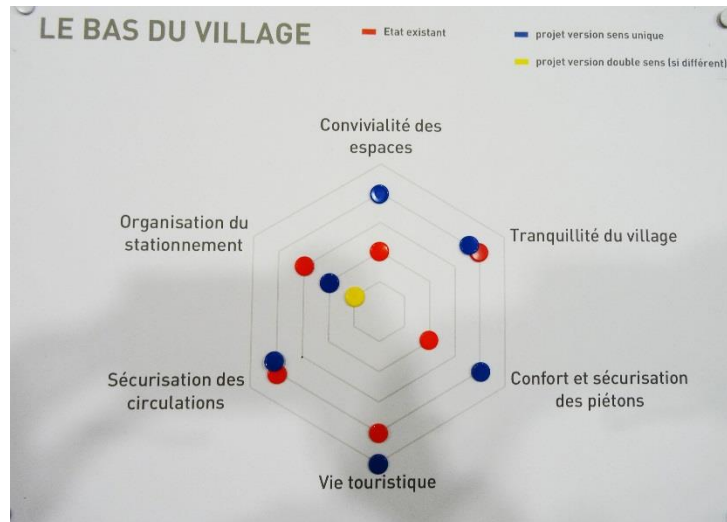 LE BAS DU VILLAGE
Etat existant
projet version sens unique
projet version double sens (si différent)
Convivialité des
espaces
Organisation du
stationnement
Tranquillité du village
Sécurisation des
circulations
Confort et sécurisation
des piétons
Vie touristique